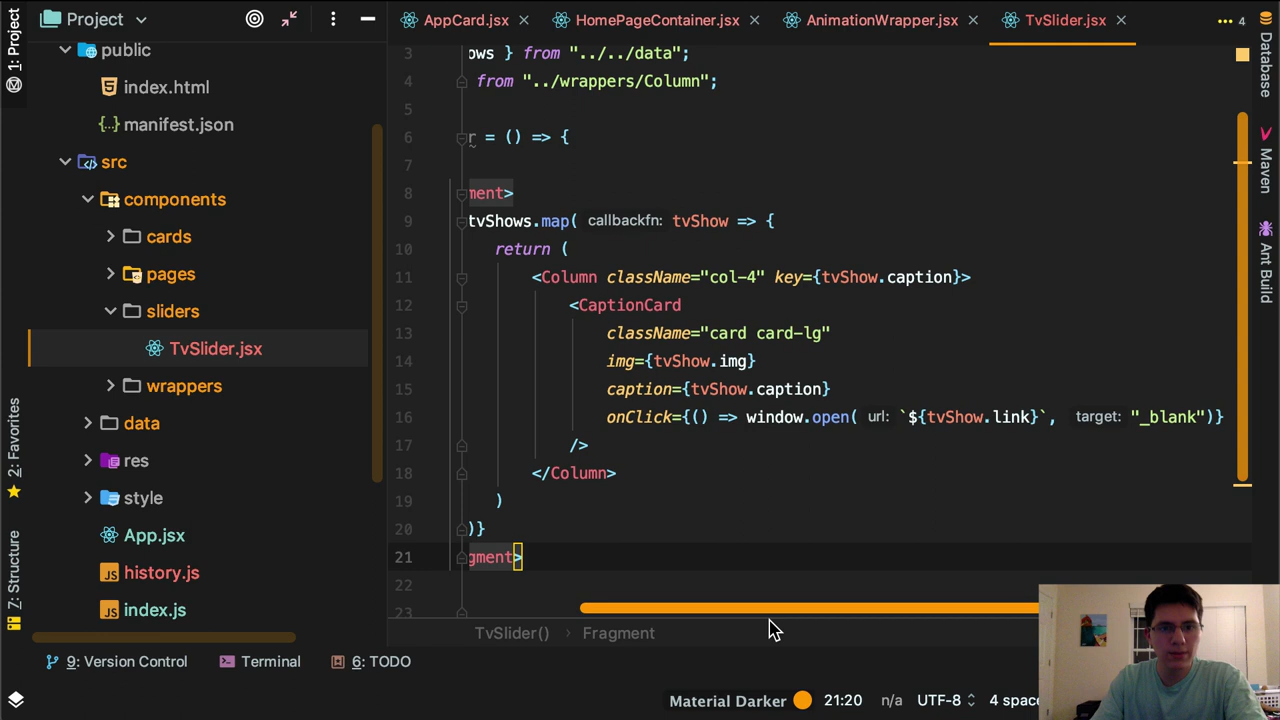 Project
AppCard.jsx
HomePageContainer.jsx
AnimationWrapper.jsx
TvSlider.jsx
4
1: Project
2: Favorites
7: Structure
public
index.html
manifest.json
src
components
cards
pages
sliders
TvSlider.jsx
wrappers
data
res
style
App.jsx
history.js
index.js
3 ows } from "../../data";
4 from "../wrappers/Column";
5
6 r = () => {
7
8 ment>
9 tvShows.map( callbackfn: tvShow => {
10 return (
11 <Column className="col-4" key={tvShow.caption}>
12 <CaptionCard
13 className="card card-lg"
14 img={tvShow.img}
15 caption={tvShow.caption}
16 onClick={() => window.open( url: `${tvShow.link}`, target: "_blank")}
17 />
18 </Column>
19 )
20 )}
21 gment>
22
23
Database
Maven
Ant Build
TvSlider() › Fragment
9: Version Control
Terminal
6: TODO
Material Darker
21:20
n/a
UTF-8
4 spac